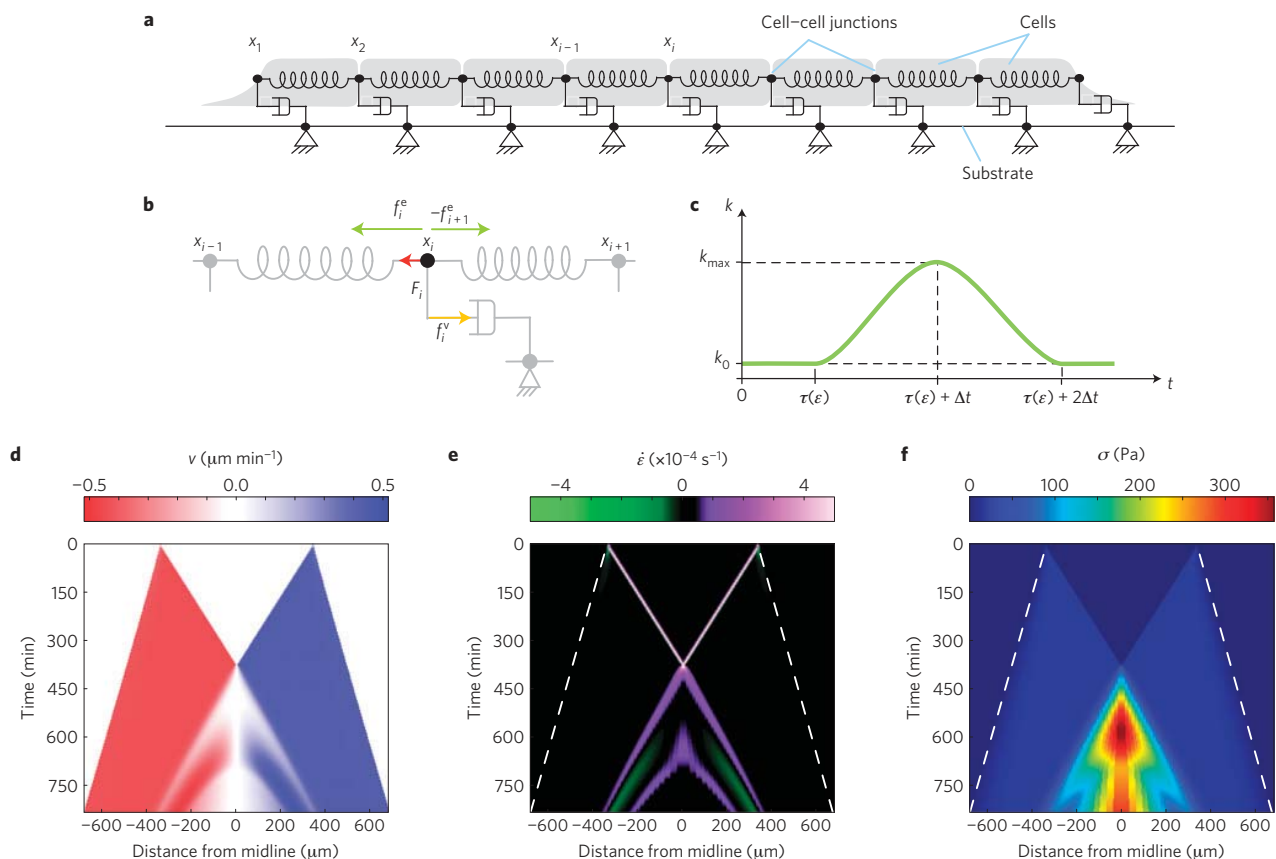 a
Cell–cell junctions
Cells
x₁ x₂ xᵢ₋₁ xᵢ
Substrate
b
fᵢᵉ −fᵢ₊₁ᵉ
xᵢ₋₁ xᵢ xᵢ₊₁
Fᵢ
fᵢᵛ
c
k
k_max
k₀
0 τ(ε) τ(ε) + Δt τ(ε) + 2Δt
t
d
v (μm min⁻¹)
−0.5 0.0 0.5
Time (min)
0
150
300
450
600
750
−600 −400 −200 0 200 400 600
Distance from midline (μm)
e
ε̇ (×10⁻⁴ s⁻¹)
−4 0 4
Time (min)
0
150
300
450
600
750
−600 −400 −200 0 200 400 600
Distance from midline (μm)
f
σ (Pa)
0 100 200 300
Time (min)
0
150
300
450
600
750
−600 −400 −200 0 200 400 600
Distance from midline (μm)